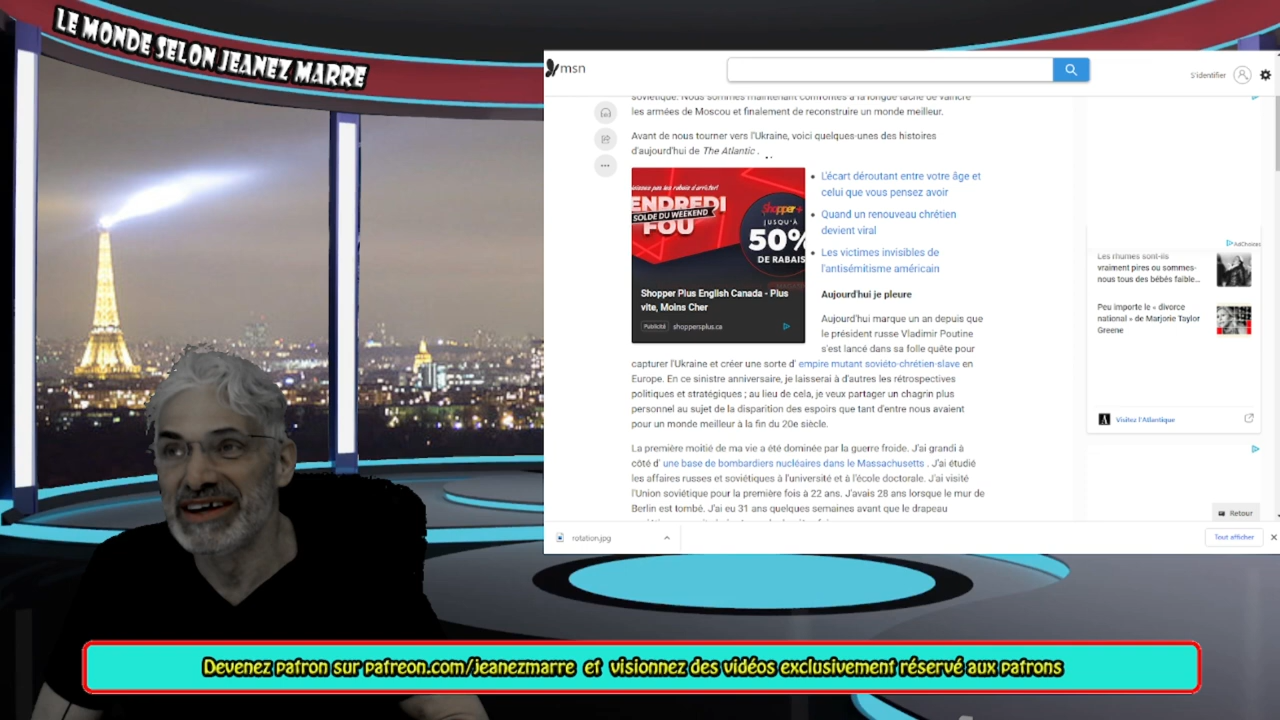 LE MONDE SELON JEANEZ MARRE
msn
S'identifier
soviétique. Nous sommes maintenant confrontés à la longue tâche de vaincre
les armées de Moscou et finalement de reconstruire un monde meilleur.
Avant de nous tourner vers l'Ukraine, voici quelques-unes des histoires
d'aujourd'hui de The Atlantic .
ENDREDI
SOLDE DU WEEKEND
FOU
Shopper+
JUSQU'À
50%
DE RABAIS
Shopper Plus English Canada - Plus
vite, Moins Cher
Publicité shopperplus.ca
L'écart déroutant entre votre âge et
celui que vous pensez avoir
Quand un renouveau chrétien
devient viral
Les victimes invisibles de
l'antisémitisme américain
Aujourd'hui je pleure
Aujourd'hui marque un an depuis que
le président russe Vladimir Poutine
s'est lancé dans sa folle quête pour
capturer l'Ukraine et créer une sorte d' empire mutant soviéto-chrétien-slave en
Europe. En ce sinistre anniversaire, je laisserai à d'autres les rétrospectives
politiques et stratégiques ; au lieu de cela, je veux partager un chagrin plus
personnel au sujet de la disparition des espoirs que tant d'entre nous avaient
pour un monde meilleur à la fin du 20e siècle.
La première moitié de ma vie a été dominée par la guerre froide. J'ai grandi à
côté d' une base de bombardiers nucléaires dans le Massachusetts . J'ai étudié
les affaires russes et soviétiques à l'université et à l'école doctorale. J'ai visité
l'Union soviétique pour la première fois à 22 ans. J'avais 28 ans lorsque le mur de
Berlin est tombé. J'ai eu 31 ans quelques semaines avant que le drapeau
AdChoices
Les rhumes sont-ils
vraiment pires ou sommes-
nous tous des bébés faible...
Peu importe le « divorce
national » de Marjorie Taylor
Greene
Visitez l'Atlantique
Retour
rotation.jpg
Tout afficher
Devenez patron sur patreon.com/jeanezmarre et visionnez des vidéos exclusivement réservé aux patrons